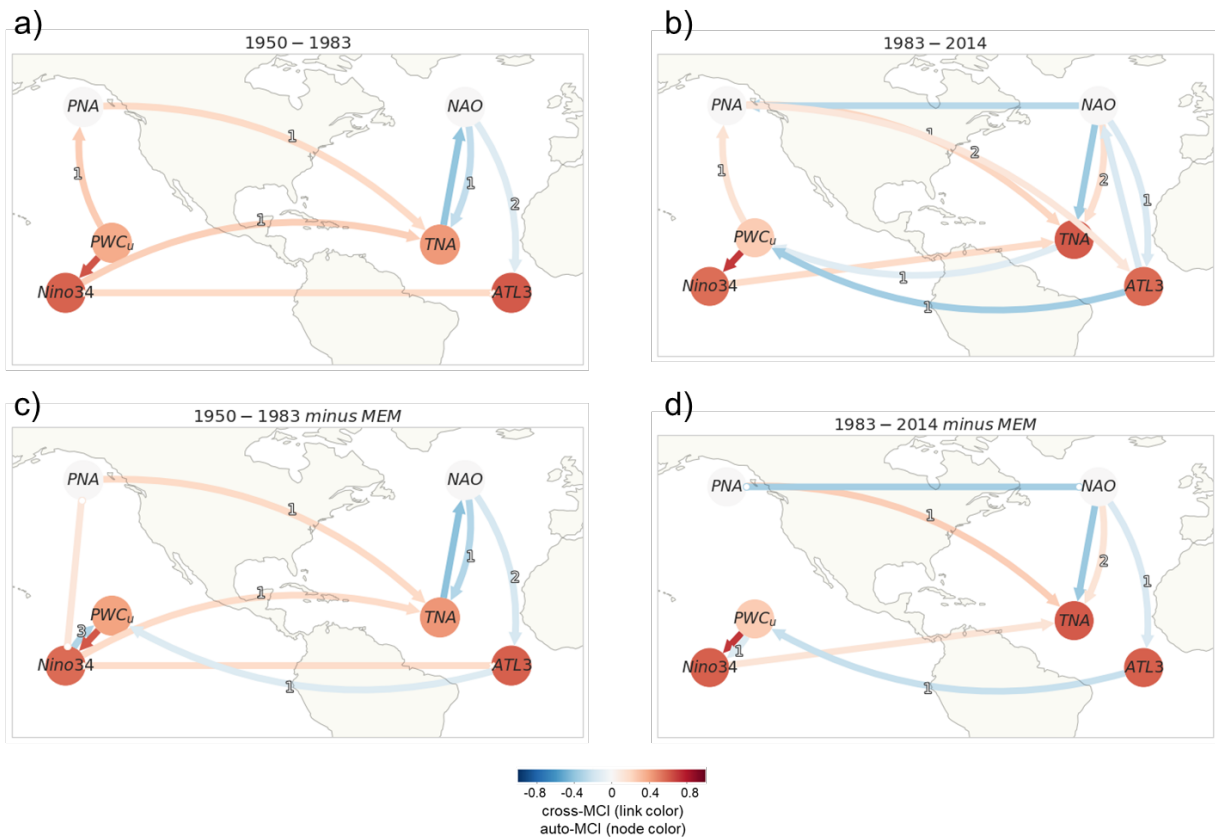 a)
1950 − 1983
PNA
NAO
1
1
1
2
1
PWCu
TNA
Nino34
ATL3
b)
1983 − 2014
PNA
NAO
1
2
2
1
1
PWCu
TNA
1
Nino34
ATL3
1
c)
1950 − 1983 minus MEM
PNA
NAO
1
1
2
1
PWCu
TNA
3
Nino34
ATL3
1
d)
1983 − 2014 minus MEM
PNA
NAO
1
2
1
PWCu
TNA
1
Nino34
ATL3
1
-0.8 -0.4 0 0.4 0.8
cross-MCI (link color)
auto-MCI (node color)